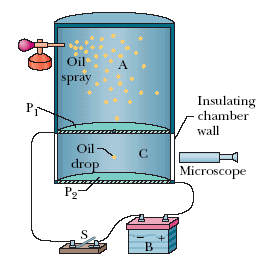 Oil
spray
A
P1
Insulating
chamber
wall
Oil
drop
C
Microscope
P2
S
− +
B